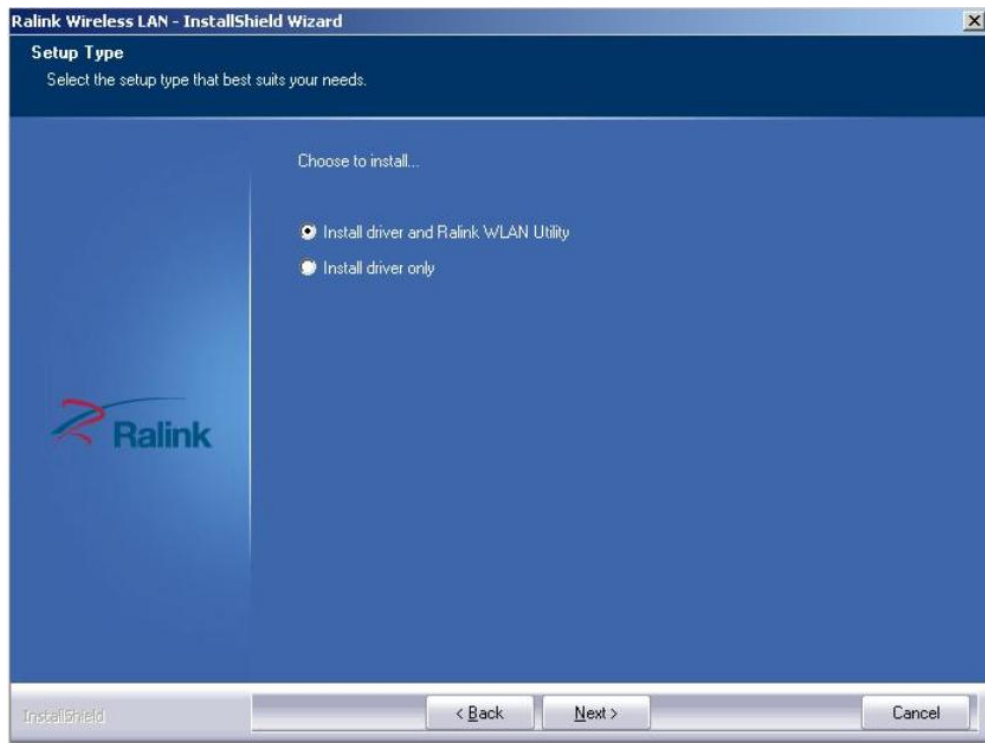 Ralink Wireless LAN - InstallShield Wizard
Setup Type
Select the setup type that best suits your needs.
Choose to install...
Install driver and Ralink WLAN Utility
Install driver only
Ralink
InstallShield
< Back
Next >
Cancel